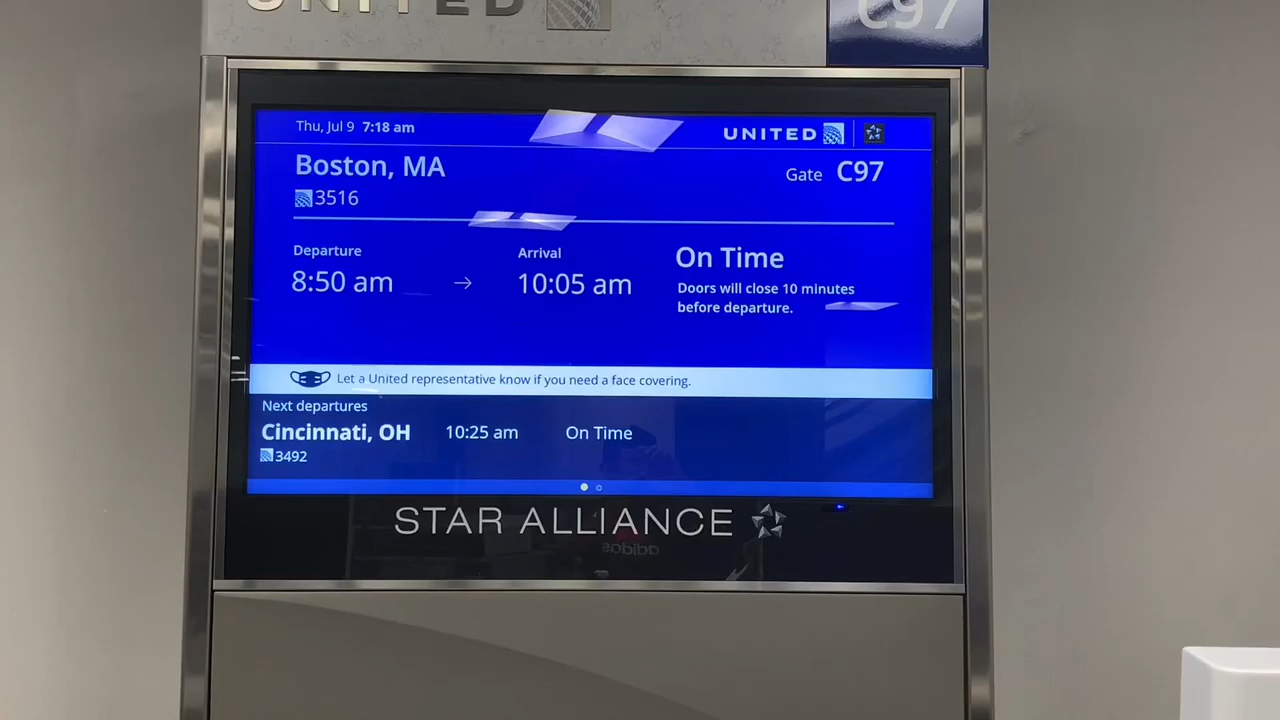 UNITED
C97
Thu, Jul 9 7:18 am
UNITED
Boston, MA
Gate C97
3516
Departure
Arrival
On Time
8:50 am → 10:05 am
Doors will close 10 minutes
before departure.
Let a United representative know if you need a face covering.
Next departures
Cincinnati, OH 10:25 am On Time
3492
STAR ALLIANCE
adidas